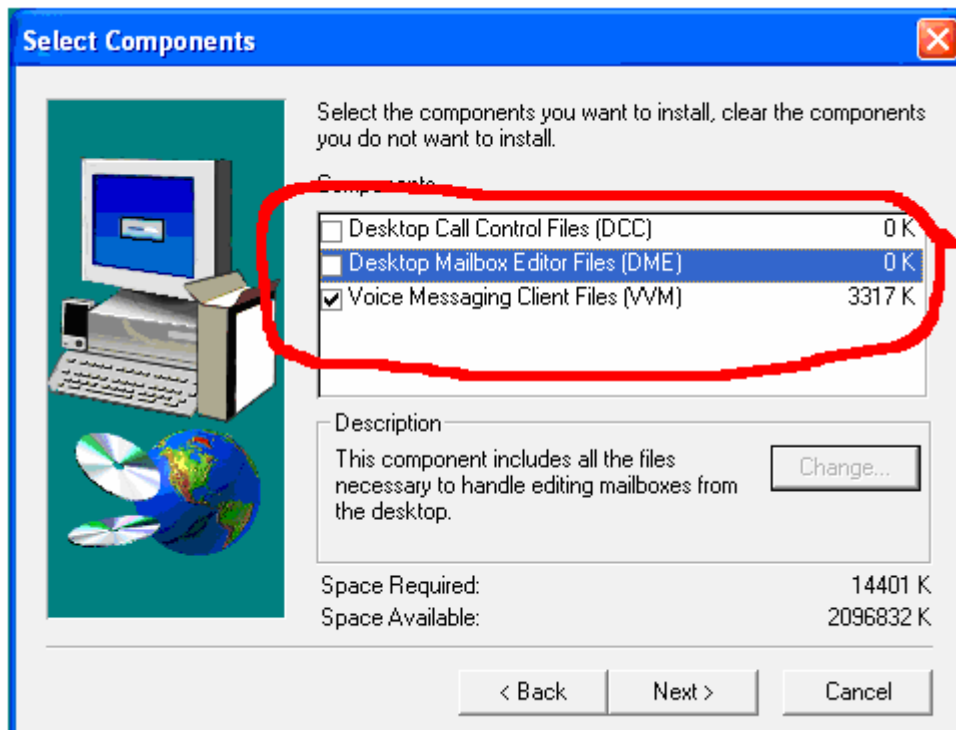 Select Components
Select the components you want to install, clear the components
you do not want to install.
Components
Desktop Call Control Files (DCC) 0 K
Desktop Mailbox Editor Files (DME) 0 K
Voice Messaging Client Files (VVM) 3317 K
Description
This component includes all the files
necessary to handle editing mailboxes from
the desktop.
Change...
Space Required: 14401 K
Space Available: 2096832 K
< Back Next > Cancel